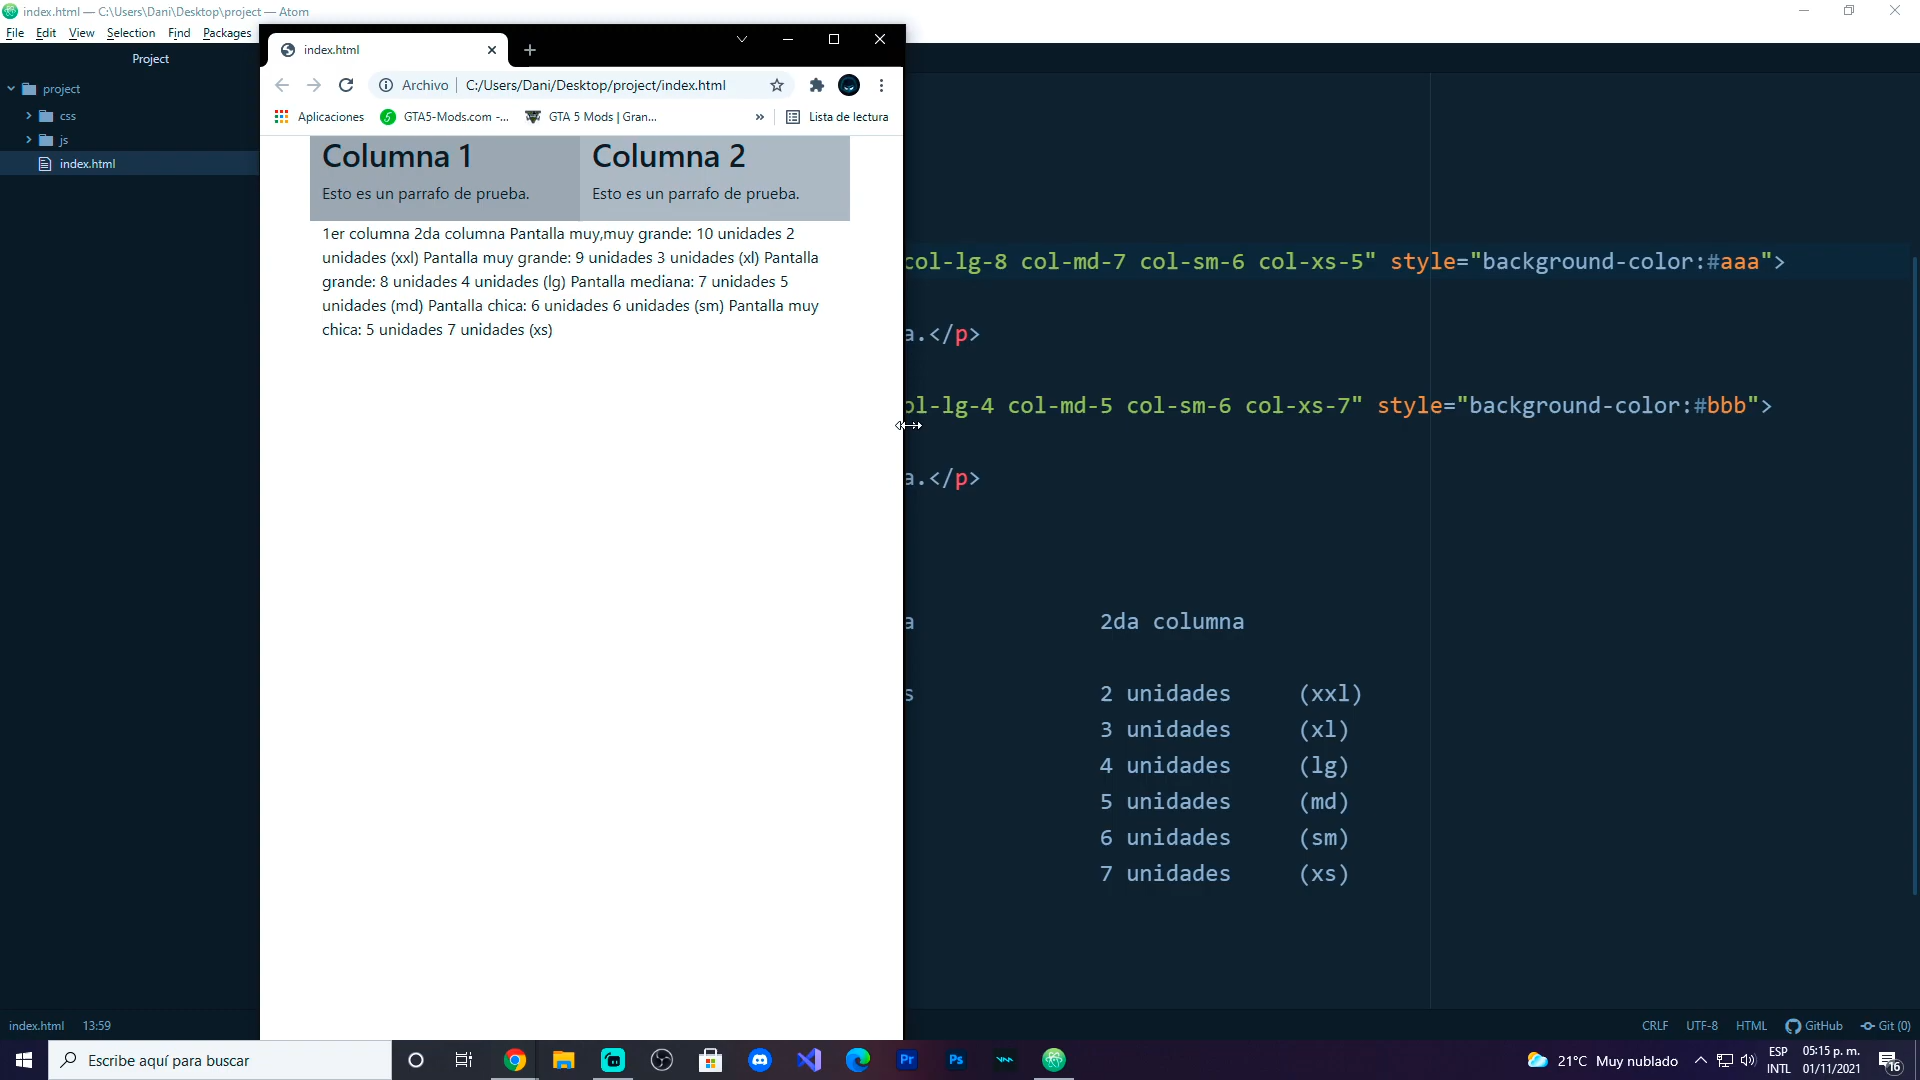 index.html — C:\Users\Dani\Desktop\project — Atom
File Edit View Selection Find Packages
Project
project
css
js
index.html
index.html
Archivo C:/Users/Dani/Desktop/project/index.html
Aplicaciones GTA5-Mods.com -... GTA 5 Mods | Gran... » Lista de lectura
Columna 1 Columna 2
Esto es un parrafo de prueba. Esto es un parrafo de prueba.
1er columna 2da columna Pantalla muy,muy grande: 10 unidades 2
unidades (xxl) Pantalla muy grande: 9 unidades 3 unidades (xl) Pantalla
grande: 8 unidades 4 unidades (lg) Pantalla mediana: 7 unidades 5
unidades (md) Pantalla chica: 6 unidades 6 unidades (sm) Pantalla muy
chica: 5 unidades 7 unidades (xs)
col-lg-8 col-md-7 col-sm-6 col-xs-5" style="background-color:#aaa">
a.</p>
ol-lg-4 col-md-5 col-sm-6 col-xs-7" style="background-color:#bbb">
a.</p>
a 2da columna
s 2 unidades (xxl)
3 unidades (xl)
4 unidades (lg)
5 unidades (md)
6 unidades (sm)
7 unidades (xs)
index.html 13:59 CRLF UTF-8 HTML GitHub Git (0)
Escribe aquí para buscar
Pr Ps
21°C Muy nublado
ESP
INTL
05:15 p. m.
01/11/2021
16